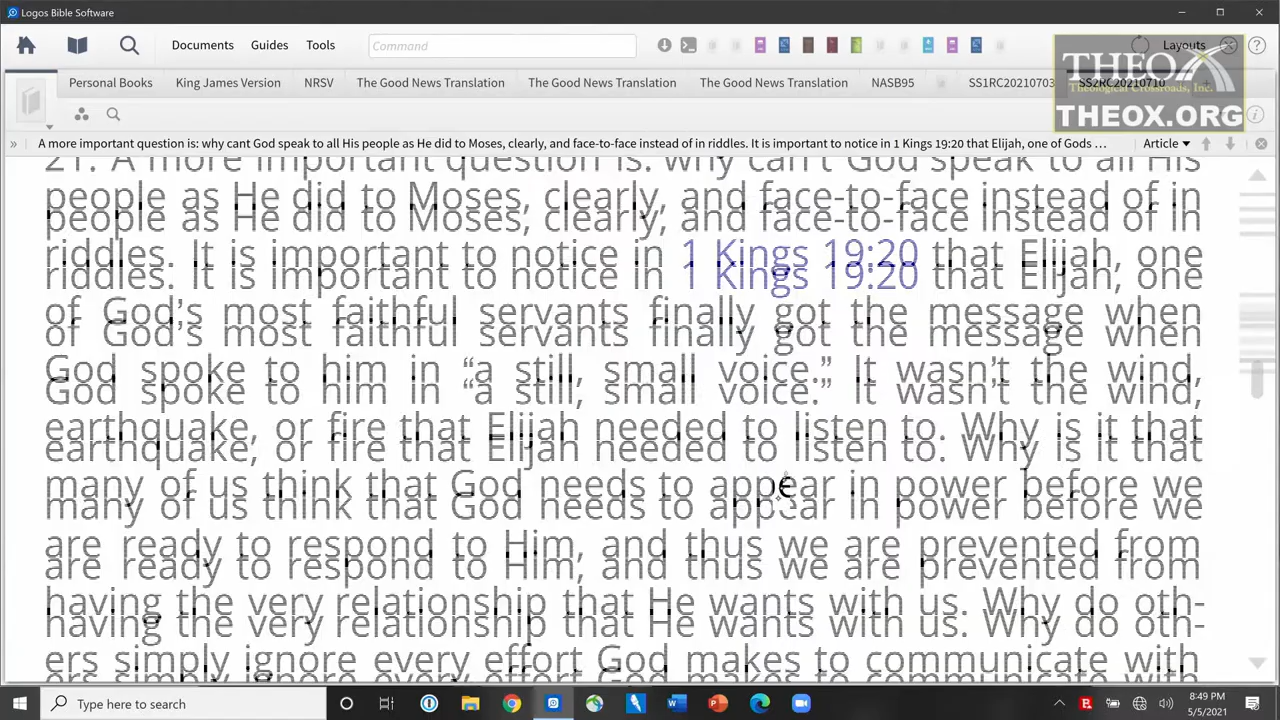 Logos Bible Software
Documents Guides Tools Command Layouts
THEOX
Theological Crossroads, Inc.
THEOX.ORG
Personal Books King James Version NRSV The Good News Translation The Good News Translation The Good News Translation NASB95 SS1RC20210703 SS2RC20210710
A more important question is: why cant God speak to all His people as He did to Moses, clearly, and face-to-face instead of in riddles. It is important to notice in 1 Kings 19:20 that Elijah, one of Gods ... Article
21. A more important question is: why can't God speak to all His
people as He did to Moses, clearly, and face-to-face instead of in
riddles. It is important to notice in 1 Kings 19:20 that Elijah, one
of God's most faithful servants finally got the message when
God spoke to him in “a still, small voice.” It wasn't the wind,
earthquake, or fire that Elijah needed to listen to. Why is it that
many of us think that God needs to appear in power before we
are ready to respond to Him, and thus we are prevented from
having the very relationship that He wants with us. Why do oth-
ers simply ignore every effort God makes to communicate with
Type here to search
8:49 PM
5/5/2021